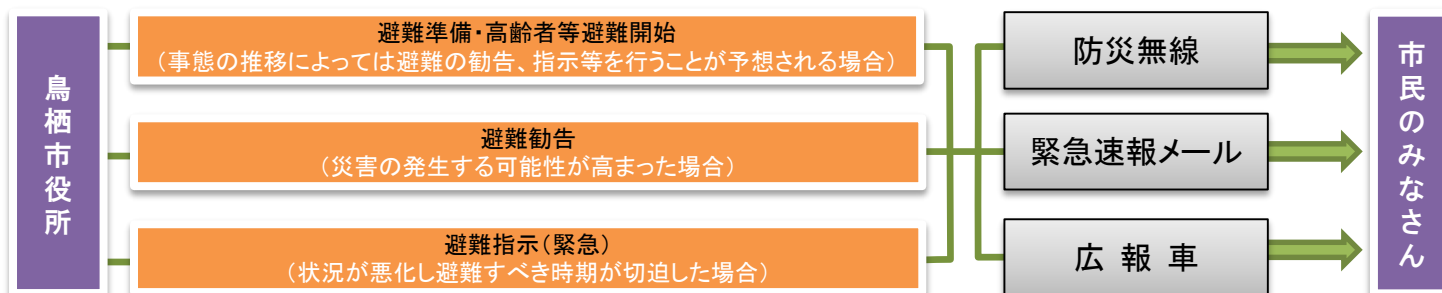 鳥栖市役所
避難準備・高齢者等避難開始
(事態の推移によっては避難の勧告、指示等を行うことが予想される場合)
避難勧告
(災害の発生する可能性が高まった場合)
避難指示(緊急)
(状況が悪化し避難すべき時期が切迫した場合)
防災無線
緊急速報メール
広 報 車
市民のみなさん